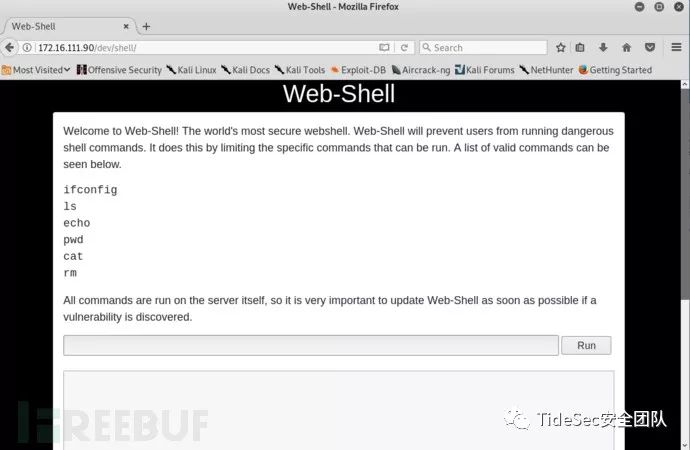 Web-Shell - Mozilla Firefox
Web-Shell
172.16.111.90/dev/shell/
Search
Most Visited Offensive Security Kali Linux Kali Docs Kali Tools Exploit-DB Aircrack-ng Kali Forums NetHunter Getting Started
Web-Shell
Welcome to Web-Shell! The world's most secure webshell. Web-Shell will prevent users from running dangerous
shell commands. It does this by limiting the specific commands that can be run. A list of valid commands can be
seen below.
ifconfig
ls
echo
pwd
cat
rm
All commands are run on the server itself, so it is very important to update Web-Shell as soon as possible if a
vulnerability is discovered.
Run
FREEBUF
TideSec安全团队